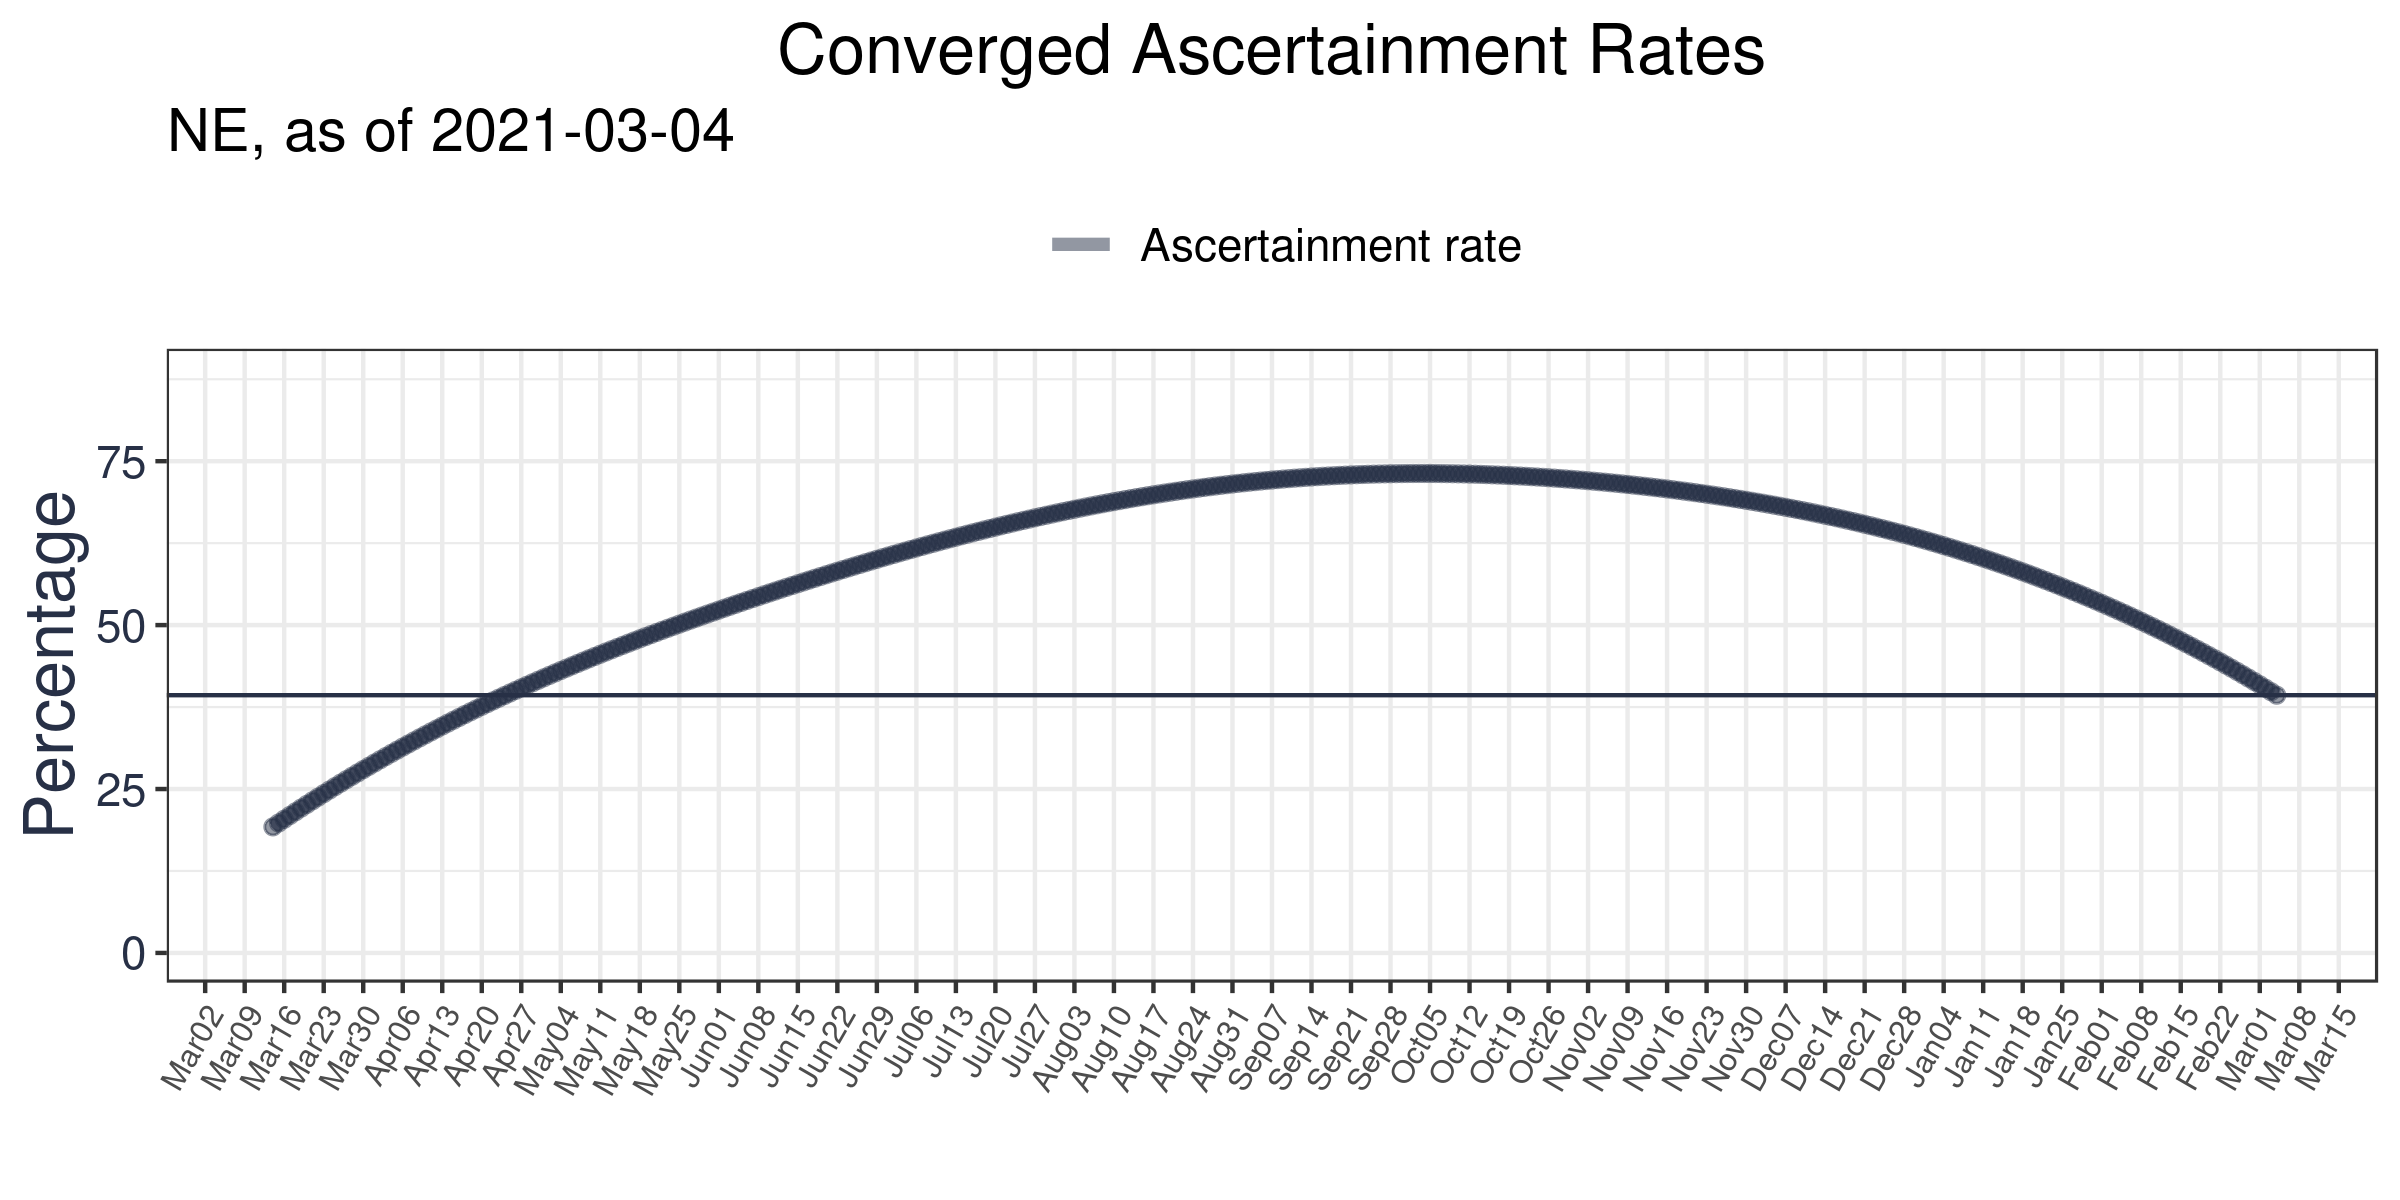 Converged Ascertainment Rates
NE, as of 2021-03-04
Ascertainment rate
Percentage
75
50
25
0
Mar02
Mar09
Mar16
Mar23
Mar30
Apr06
Apr13
Apr20
Apr27
May04
May11
May18
May25
Jun01
Jun08
Jun15
Jun22
Jun29
Jul06
Jul13
Jul20
Jul27
Aug03
Aug10
Aug17
Aug24
Aug31
Sep07
Sep14
Sep21
Sep28
Oct05
Oct12
Oct19
Oct26
Nov02
Nov09
Nov16
Nov23
Nov30
Dec07
Dec14
Dec21
Dec28
Jan04
Jan11
Jan18
Jan25
Feb01
Feb08
Feb15
Feb22
Mar01
Mar08
Mar15